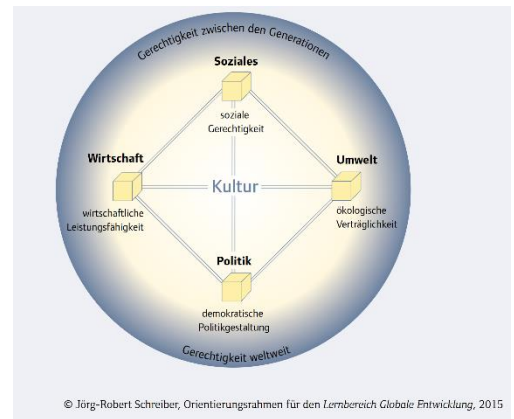 Gerechtigkeit zwischen den Generationen
Soziales
soziale
Gerechtigkeit
Wirtschaft
wirtschaftliche
Leistungsfähigkeit
Kultur
Umwelt
ökologische
Verträglichkeit
Politik
demokratische
Politikgestaltung
Gerechtigkeit weltweit
© Jörg-Robert Schreiber, Orientierungsrahmen für den Lernbereich Globale Entwicklung, 2015